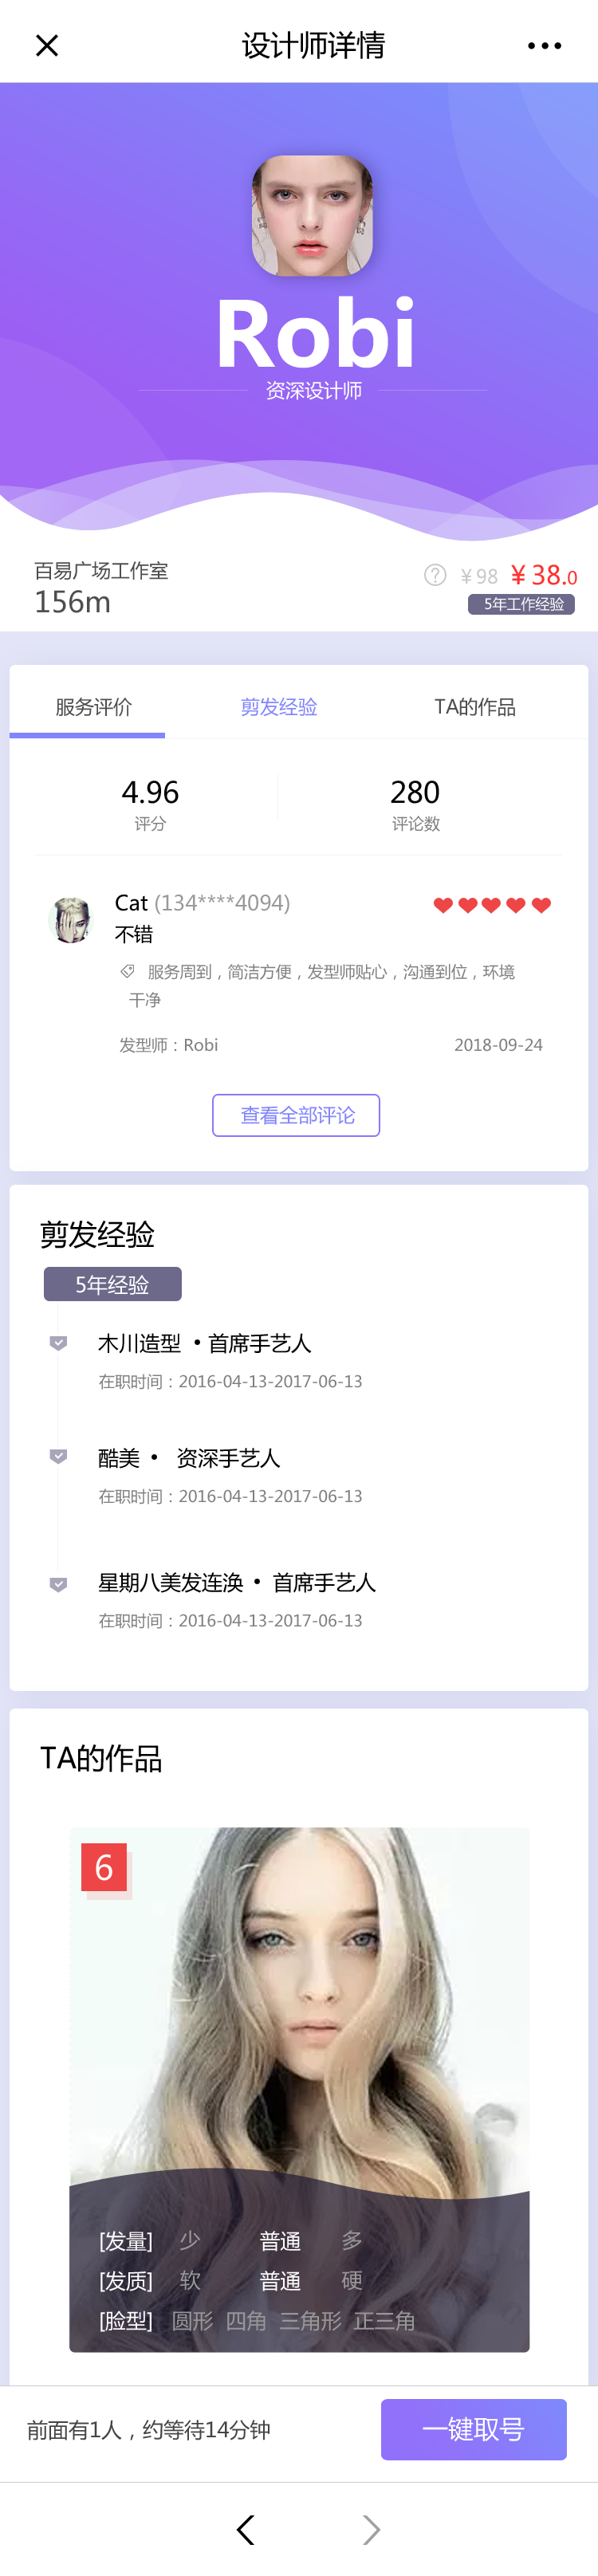 设计师详情
Robi
资深设计师
百易广场工作室
? ¥98 ¥38.0
156m
5年工作经验
服务评价 剪发经验 TA的作品
4.96 280
评分 评论数
Cat (134****4094)
不错
服务周到，简洁方便，发型师贴心，沟通到位，环境
干净
发型师：Robi 2018-09-24
查看全部评论
剪发经验
5年经验
木川造型 • 首席手艺人
在职时间：2016-04-13-2017-06-13
酷美 • 资深手艺人
在职时间：2016-04-13-2017-06-13
星期八美发连涣 • 首席手艺人
在职时间：2016-04-13-2017-06-13
TA的作品
6
[发量] 少 普通 多
[发质] 软 普通 硬
[脸型] 圆形 四角 三角形 正三角
前面有1人，约等待14分钟 一键取号